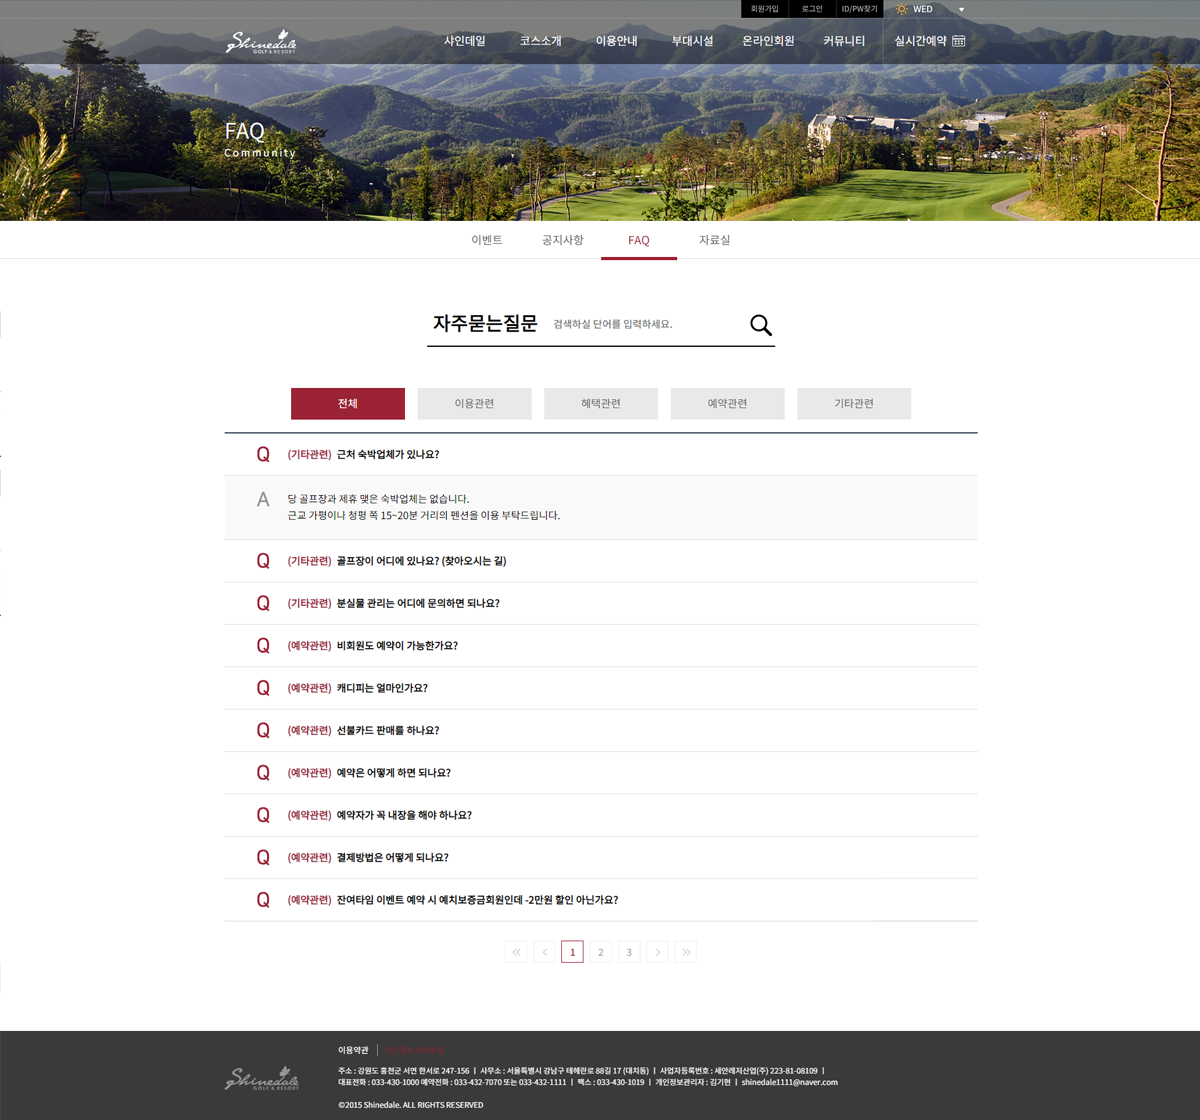 회원가입 로그인 ID/PW찾기 WED
Shinedale
GOLF & RESORT
샤인데일 코스소개 이용안내 부대시설 온라인회원 커뮤니티 실시간예약
FAQ
Community
이벤트 공지사항 FAQ 자료실
자주묻는질문 검색하실 단어를 입력하세요.
전체 이용관련 혜택관련 예약관련 기타관련
Q (기타관련) 근처 숙박업체가 있나요?
A 당 골프장과 제휴 맺은 숙박업체는 없습니다.
근교 가평이나 청평 쪽 15~20분 거리의 펜션을 이용 부탁드립니다.
Q (기타관련) 골프장이 어디에 있나요? (찾아오시는 길)
Q (기타관련) 분실물 관리는 어디에 문의하면 되나요?
Q (예약관련) 비회원도 예약이 가능한가요?
Q (예약관련) 캐디피는 얼마인가요?
Q (예약관련) 선불카드 판매를 하나요?
Q (예약관련) 예약은 어떻게 하면 되나요?
Q (예약관련) 예약자가 꼭 내장을 해야 하나요?
Q (예약관련) 결제방법은 어떻게 되나요?
Q (예약관련) 잔여타임 이벤트 예약 시 예치보증금회원인데 -2만원 할인 아닌가요?
« < 1 2 3 > »
이용약관
Shinedale
GOLF & RESORT
주소 : 강원도 홍천군 서면 한서로 247-156 | 사무소 : 서울특별시 강남구 테헤란로 88길 17 (대치동) | 사업자등록번호 : 세안레져산업(주) 223-81-08109 |
대표전화 : 033-430-1000 예약전화 : 033-432-7070 또는 033-432-1111 | 팩스 : 033-430-1019 | 개인정보관리자 : 김기현 | shinedale1111@naver.com
©2015 Shinedale. ALL RIGHTS RESERVED